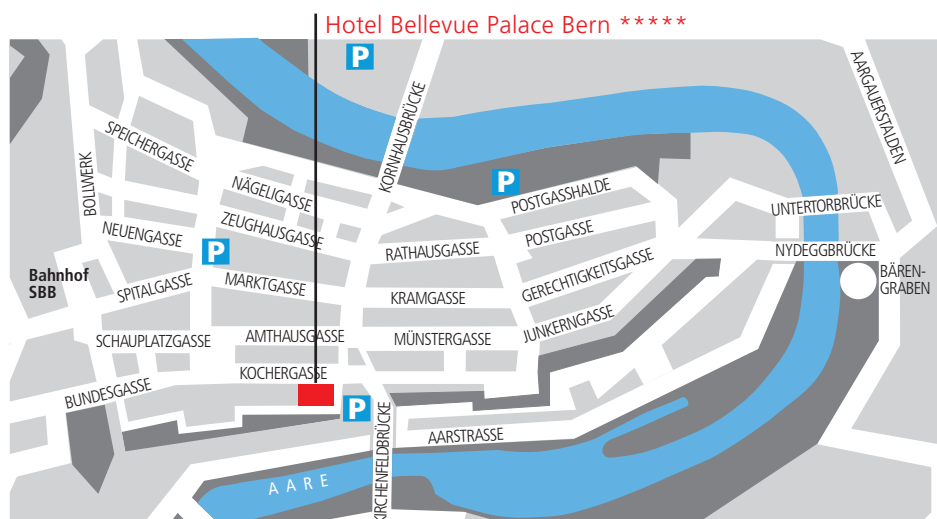 Hotel Bellevue Palace Bern *****
P
AARGAUERSTALDEN
KORNHAUSBRÜCKE
SPEICHERGASSE
BOLLWERK
NÄGELIGASSE
P
POSTGASSHALDE
UNTERTORBRÜCKE
ZEUGHAUSGASSE
NEUENGASSE
POSTGASSE
RATHAUSGASSE
P
NYDEGGBRÜCKE
Bahnhof
SBB
SPITALGASSE
MARKTGASSE
KRAMGASSE
GERECHTIGKEITSGASSE
BÄREN-
GRABEN
SCHAUPLATZGASSE
AMTHAUSGASSE
MÜNSTERGASSE
JUNKERNGASSE
KOCHERGASSE
BUNDESGASSE
P
KIRCHENFELDBRÜCKE
AARSTRASSE
AARE